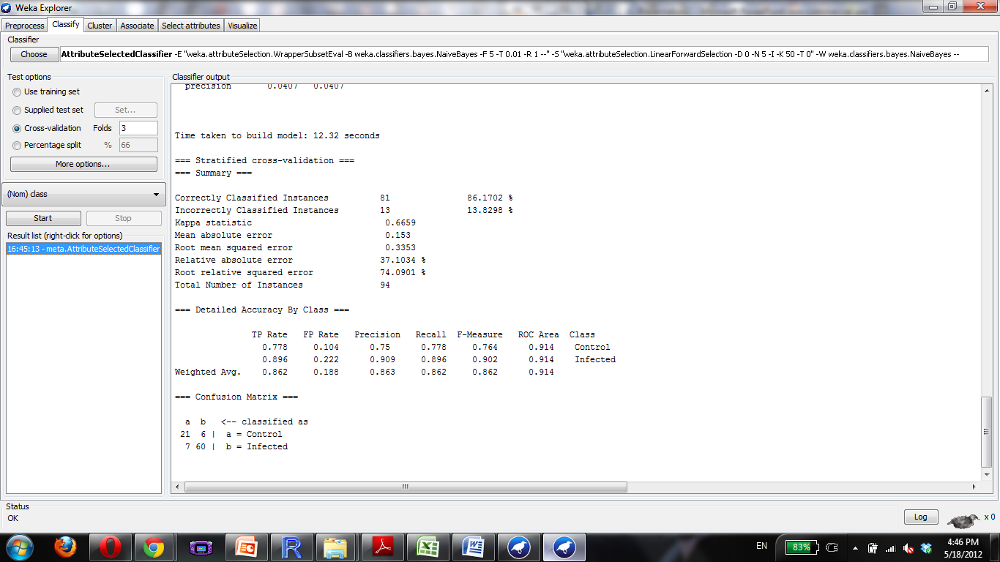 Weka Explorer
Preprocess Classify Cluster Associate Select attributes Visualize
Classifier
Choose AttributeSelectedClassifier -E "weka.attributeSelection.WrapperSubsetEval -B weka.classifiers.bayes.NaiveBayes -F 5 -T 0.01 -R 1 --" -S "weka.attributeSelection.LinearForwardSelection -D 0 -N 5 -I -K 50 -T 0" -W weka.classifiers.bayes.NaiveBayes --
Test options
Use training set
Supplied test set Set...
Cross-validation Folds 3
Percentage split % 66
More options...
(Nom) class
Start Stop
Result list (right-click for options)
16:45:13 - meta.AttributeSelectedClassifier
Classifier output
precision 0.0407 0.0407
Time taken to build model: 12.32 seconds
=== Stratified cross-validation ===
=== Summary ===
Correctly Classified Instances 81 86.1702 %
Incorrectly Classified Instances 13 13.8298 %
Kappa statistic 0.6659
Mean absolute error 0.153
Root mean squared error 0.3353
Relative absolute error 37.1034 %
Root relative squared error 74.0901 %
Total Number of Instances 94
=== Detailed Accuracy By Class ===
TP Rate FP Rate Precision Recall F-Measure ROC Area Class
0.778 0.104 0.75 0.778 0.764 0.914 Control
0.896 0.222 0.909 0.896 0.902 0.914 Infected
Weighted Avg. 0.862 0.188 0.863 0.862 0.862 0.914
=== Confusion Matrix ===
a b <-- classified as
21 6 | a = Control
7 60 | b = Infected
Status
OK
Log x 0
EN 83% 4:46 PM
5/18/2012